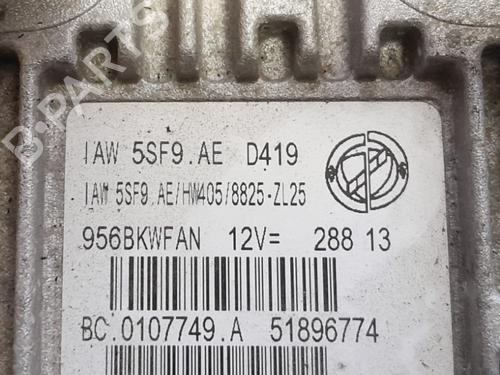 B-PARTS
IAW 5SF9.AE D419
IAW 5SF9.AE/HW405/8825-ZL25
956BKWFAN 12V= 288 13
BC.0107749.A 51896774